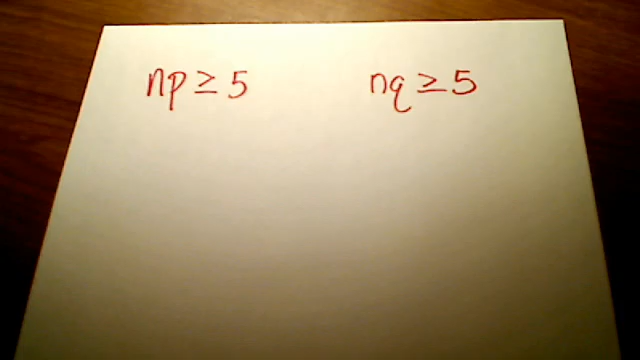 np ≥ 5 nq ≥ 5